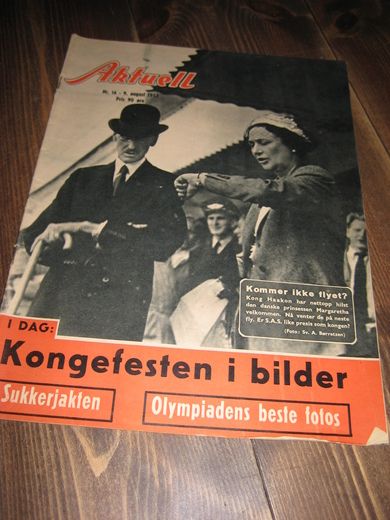 Aktuell
Nr. 16 - 9. august 1952
Pris 90 øre
Kommer ikke flyet?
Kong Haakon har nettopp hilst
den danske prinsessen Margaretha
velkommen. Nå venter de på neste
fly. Er S.A.S. like presis som kongen?
(Foto: Sv. A. Børretzen)
I DAG:
Kongefesten i bilder
Sukkerjakten
Olympiadens beste fotos